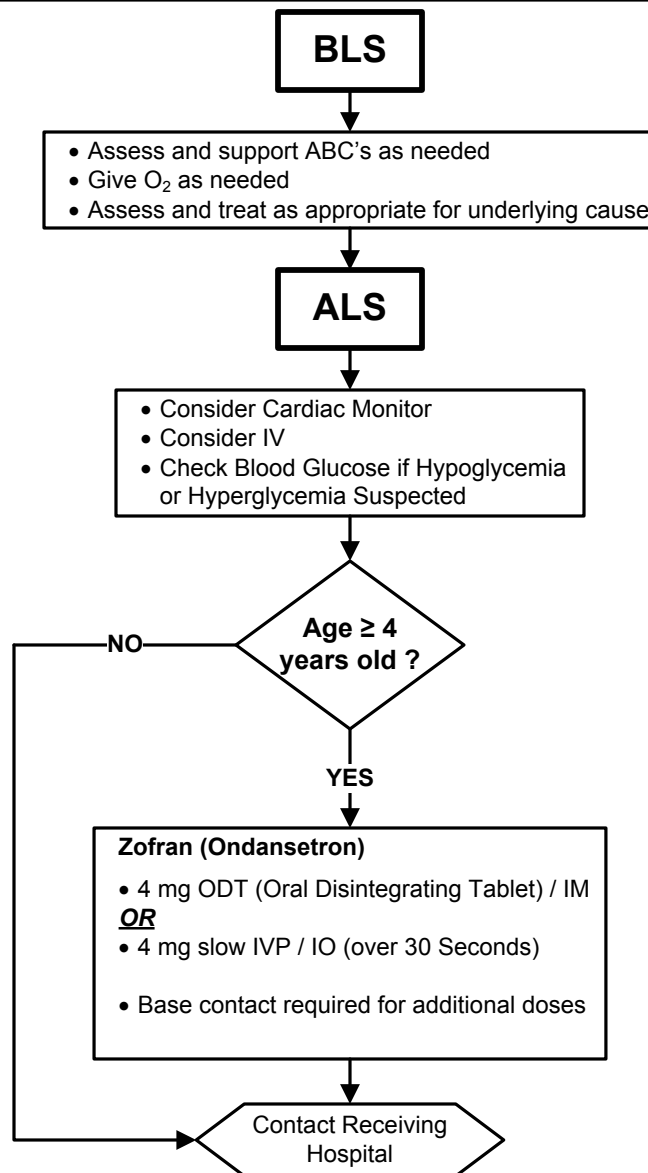 BLS
• Assess and support ABC's as needed
• Give O₂ as needed
• Assess and treat as appropriate for underlying cause
ALS
• Consider Cardiac Monitor
• Consider IV
• Check Blood Glucose if Hypoglycemia
or Hyperglycemia Suspected
Age ≥ 4
years old ?
NO
YES
Zofran (Ondansetron)
• 4 mg ODT (Oral Disintegrating Tablet) / IM
OR
• 4 mg slow IVP / IO (over 30 Seconds)
• Base contact required for additional doses
Contact Receiving
Hospital